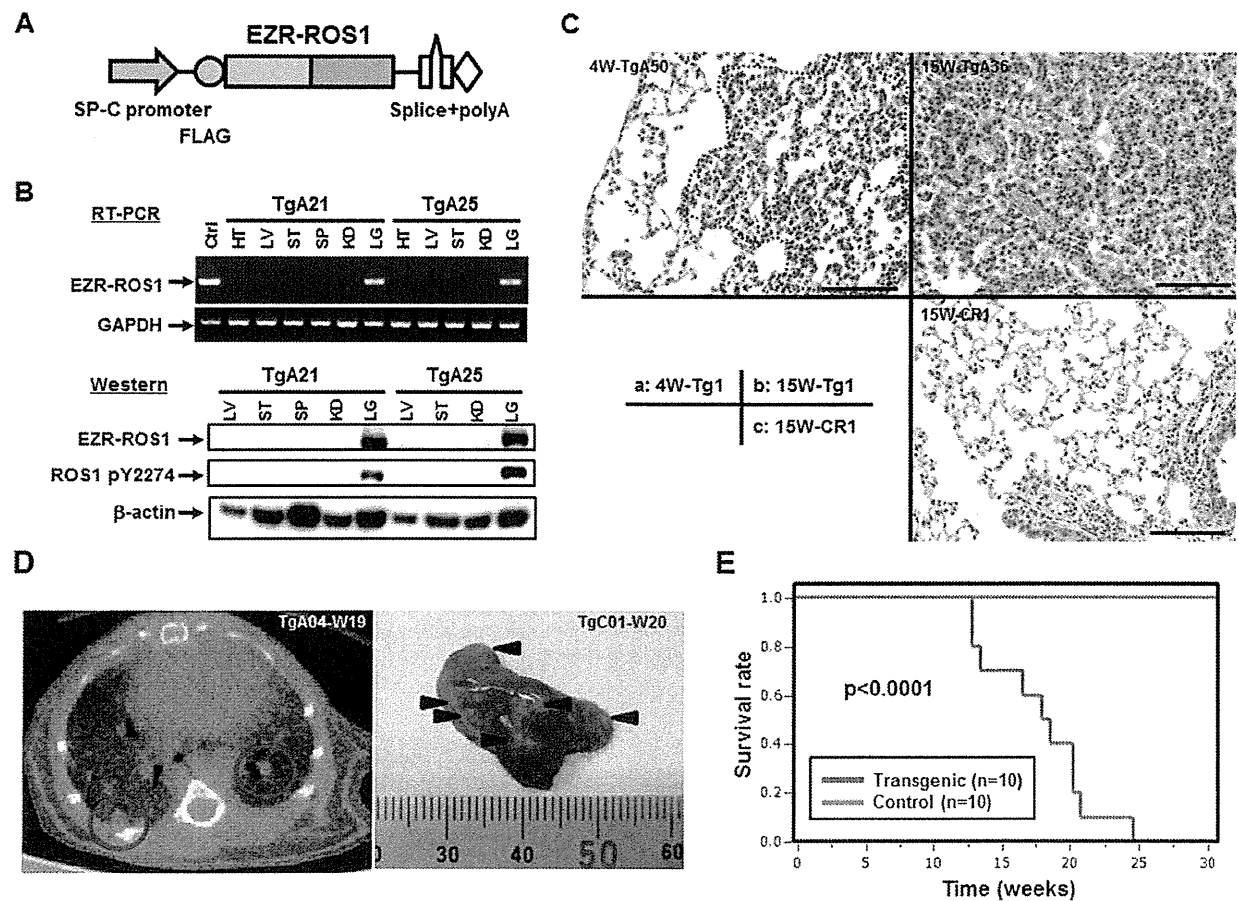 A
EZR-ROS1
SP-C promoter
FLAG
Splice+polyA
B
RT-PCR
TgA21
TgA25
Ctrl HT LV ST SP KD LG HT LV ST KD LG
EZR-ROS1
GAPDH
Western
TgA21
TgA25
LV ST SP KD LG LV ST KD LG
EZR-ROS1
ROS1 pY2274
β-actin
C
4W-TgA50
15W-TgA36
15W-CR1
a: 4W-Tg1
b: 15W-Tg1
c: 15W-CR1
D
TgA04-W19
TgC01-W20
30 40 50 60
E
Survival rate
1.0
0.8
0.6
0.4
0.2
0.0
p<0.0001
Transgenic (n=10)
Control (n=10)
0 5 10 15 20 25 30
Time (weeks)